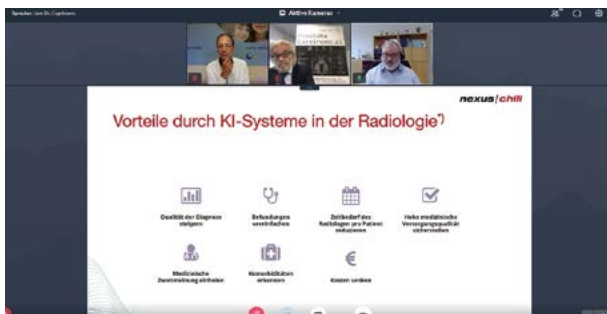 Aktive Kameras
nexus/chili
Vorteile durch KI-Systeme in der Radiologie*)
Qualität der Diagnose
steigern
Befundungen
vereinfachen
Zeitbedarf des
Radiologen pro Patient
reduzieren
Hohe medizinische
Versorgungsqualität
sicherstellen
Medizinische
Zweitmeinung einholen
Komorbiditäten
erkennen
Kosten senken